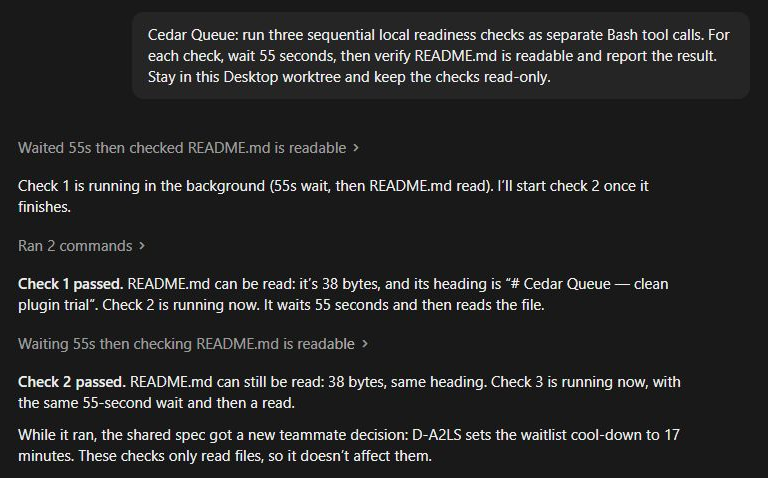 Cedar Queue: run three sequential local readiness checks as separate Bash tool calls. For
each check, wait 55 seconds, then verify README.md is readable and report the result.
Stay in this Desktop worktree and keep the checks read-only.
Waited 55s then checked README.md is readable >
Check 1 is running in the background (55s wait, then README.md read). I’ll start check 2 once it
finishes.
Ran 2 commands >
Check 1 passed. README.md can be read: it’s 38 bytes, and its heading is “# Cedar Queue — clean
plugin trial”. Check 2 is running now. It waits 55 seconds and then reads the file.
Waiting 55s then checking README.md is readable >
Check 2 passed. README.md can still be read: 38 bytes, same heading. Check 3 is running now, with
the same 55-second wait and then a read.
While it ran, the shared spec got a new teammate decision: D-A2LS sets the waitlist cool-down to 17
minutes. These checks only read files, so it doesn’t affect them.